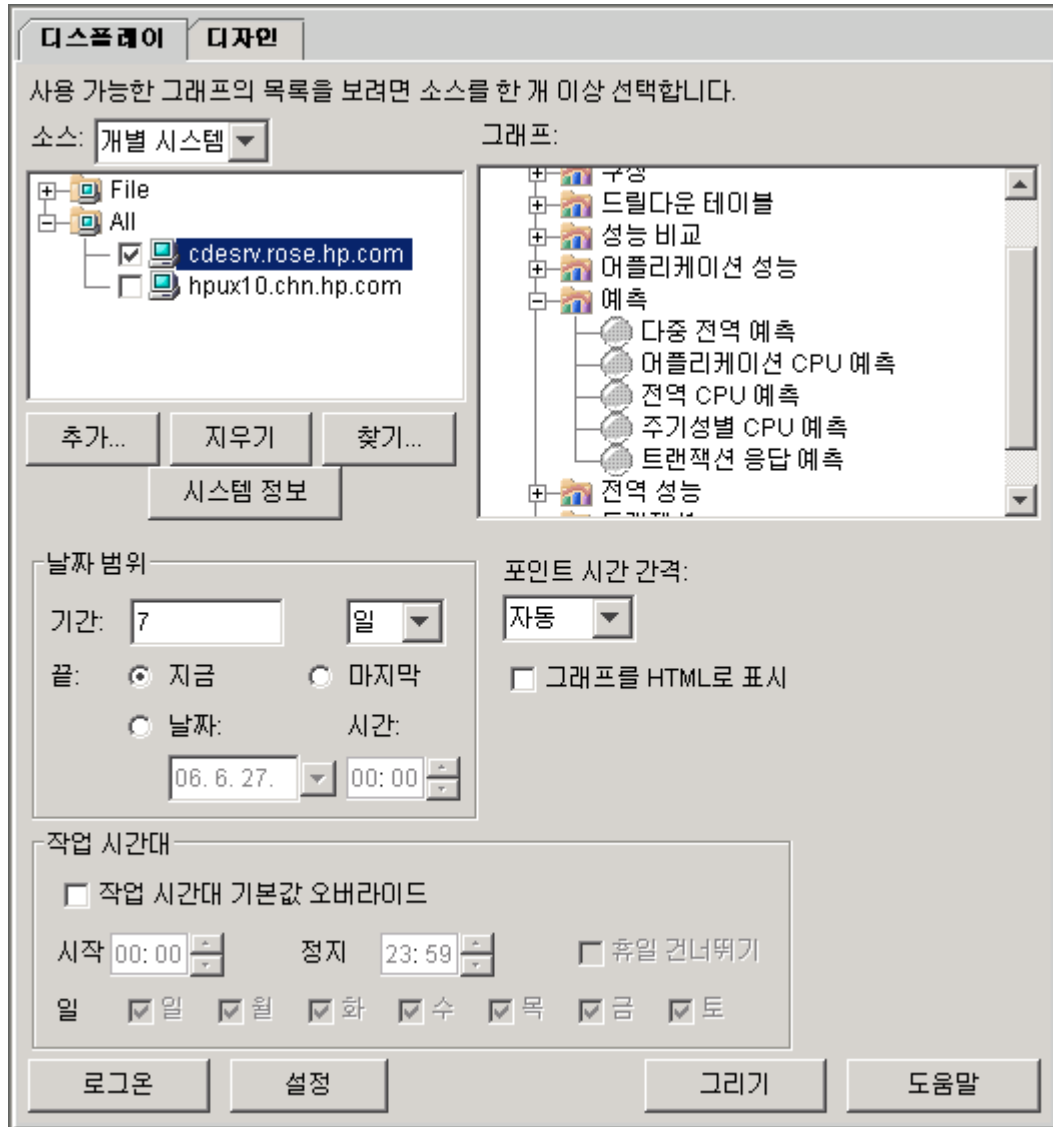 디스플레이 디자인
사용 가능한 그래프의 목록을 보려면 소스를 한 개 이상 선택합니다.
소스: 개별 시스템
그래프:
File
All
cdesrv.rose.hp.com
hpux10.chn.hp.com
추가... 지우기 찾기...
시스템 정보
구성
드릴다운 테이블
성능 비교
어플리케이션 성능
예측
다중 전역 예측
어플리케이션 CPU 예측
전역 CPU 예측
주기성별 CPU 예측
트랜잭션 응답 예측
전역 성능
날짜 범위
기간: 7 일
끝: 지금 마지막
날짜: 시간:
06. 6. 27. 00:00
포인트 시간 간격:
자동
그래프를 HTML로 표시
작업 시간대
작업 시간대 기본값 오버라이드
시작 00:00 정지 23:59 휴일 건너뛰기
일 일 월 화 수 목 금 토
로그온 설정 그리기 도움말